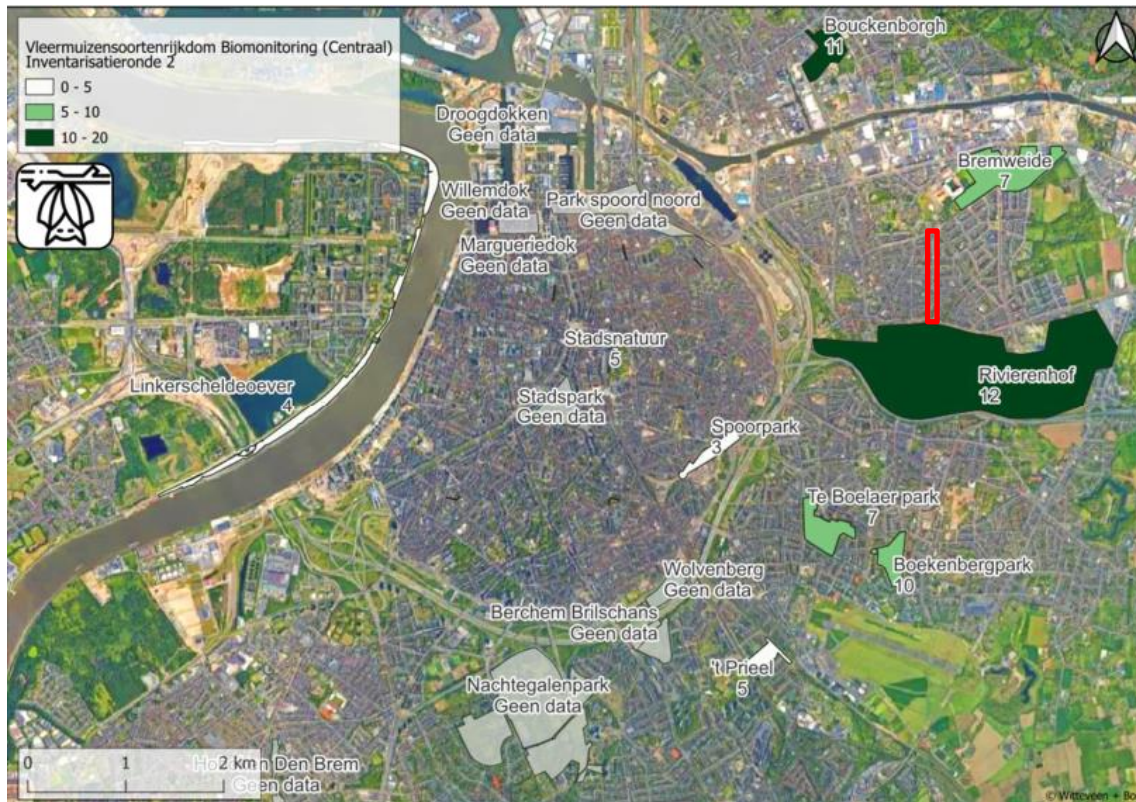 Vleermuizensoortenrijkdom Biomonitoring (Centraal)
Inventarisatieronde 2
0 - 5
5 - 10
10 - 20
Bouckenborgh
11
Droogdokken
Geen data
Bremweide
7
Willemdok
Geen data
Park spoord noord
Geen data
Margueriedok
Geen data
Stadsnatuur
5
Rivierenhof
12
Linkerscheldeoever
4
Stadspark
Geen data
Spoorpark
3
Te Boelaer park
7
Boekenbergpark
10
Wolvenberg
Geen data
Berchem Brilschans
Geen data
't Prieel
5
Nachtegalenpark
Geen data
Den Brem
Geen data
0 1 2 km
© Witteveen + Bo